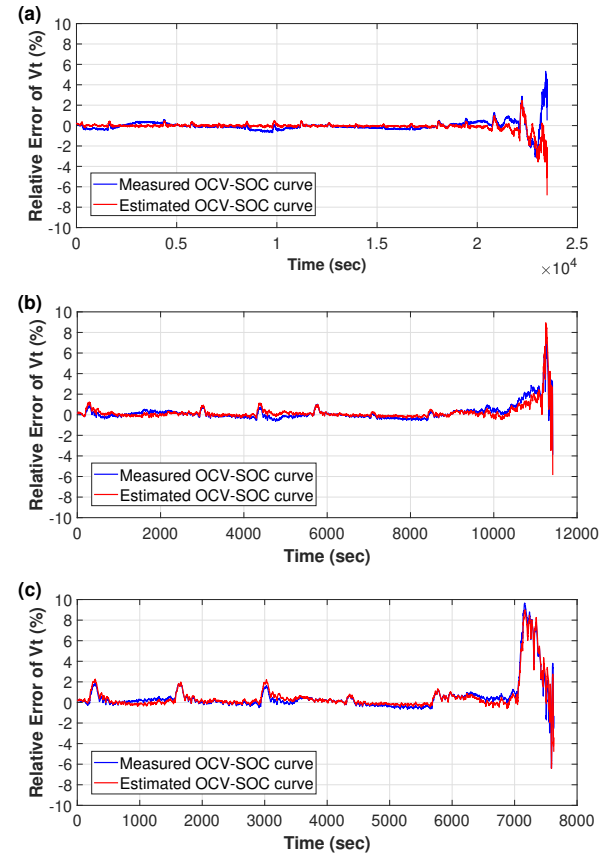 (a)
Relative Error of Vt (%)
10
8
6
4
2
0
-2
-4
-6
-8
-10
Measured OCV-SOC curve
Estimated OCV-SOC curve
0 0.5 1 1.5 2 2.5
Time (sec)
×10⁴
(b)
Relative Error of Vt (%)
10
8
6
4
2
0
-2
-4
-6
-8
-10
Measured OCV-SOC curve
Estimated OCV-SOC curve
0 2000 4000 6000 8000 10000 12000
Time (sec)
(c)
Relative Error of Vt (%)
10
8
6
4
2
0
-2
-4
-6
-8
-10
Measured OCV-SOC curve
Estimated OCV-SOC curve
0 1000 2000 3000 4000 5000 6000 7000 8000
Time (sec)